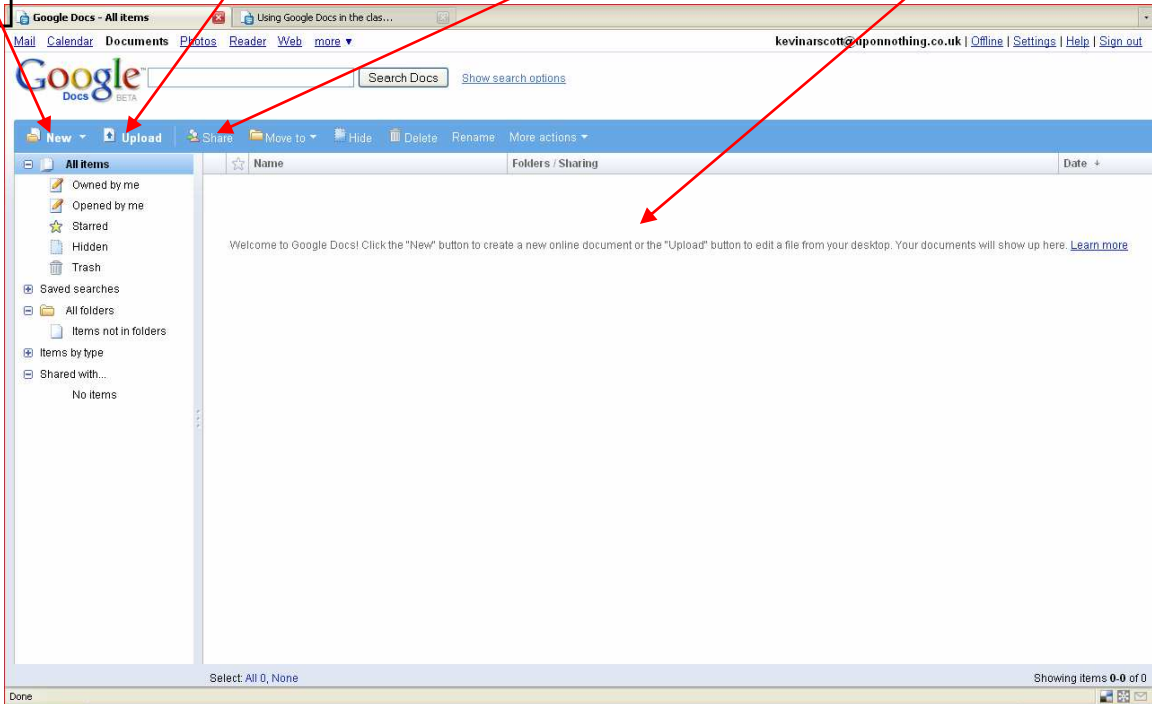 Google Docs - All items
Using Google Docs in the clas...
Mail Calendar Documents Photos Reader Web more ▼
kevinarscott@uponnothing.co.uk | Offline | Settings | Help | Sign out
Google™
Docs BETA
Search Docs
Show search options
New Upload Share Move to Hide Delete Rename More actions
All items
Name Folders / Sharing Date
Owned by me
Opened by me
Starred
Hidden
Trash
Saved searches
All folders
Items not in folders
Items by type
Shared with...
No items
Welcome to Google Docs! Click the "New" button to create a new online document or the "Upload" button to edit a file from your desktop. Your documents will show up here. Learn more
Select: All 0, None
Showing items 0-0 of 0
Done